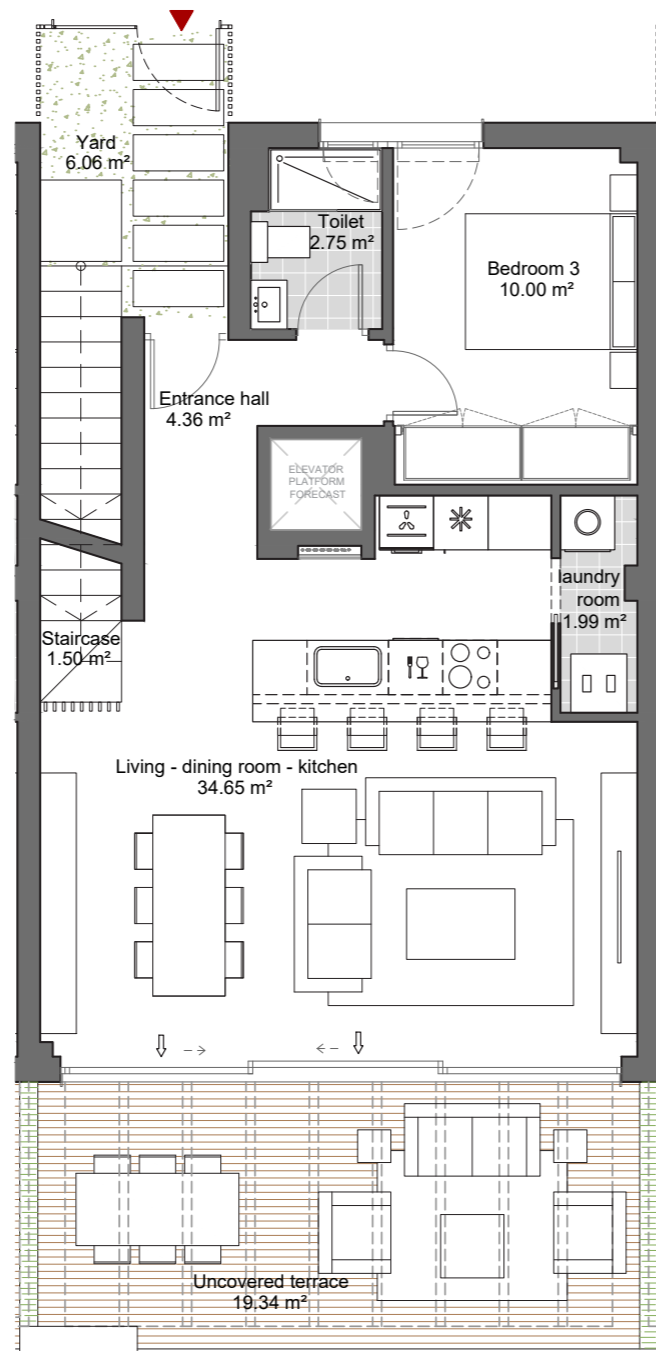 Yard
6.06 m²
Toilet
2.75 m²
Bedroom 3
10.00 m²
Entrance hall
4.36 m²
ELEVATOR
PLATFORM
FORECAST
laundry
room
1.99 m²
Staircase
1.50 m²
Living - dining room - kitchen
34.65 m²
Uncovered terrace
19.34 m²